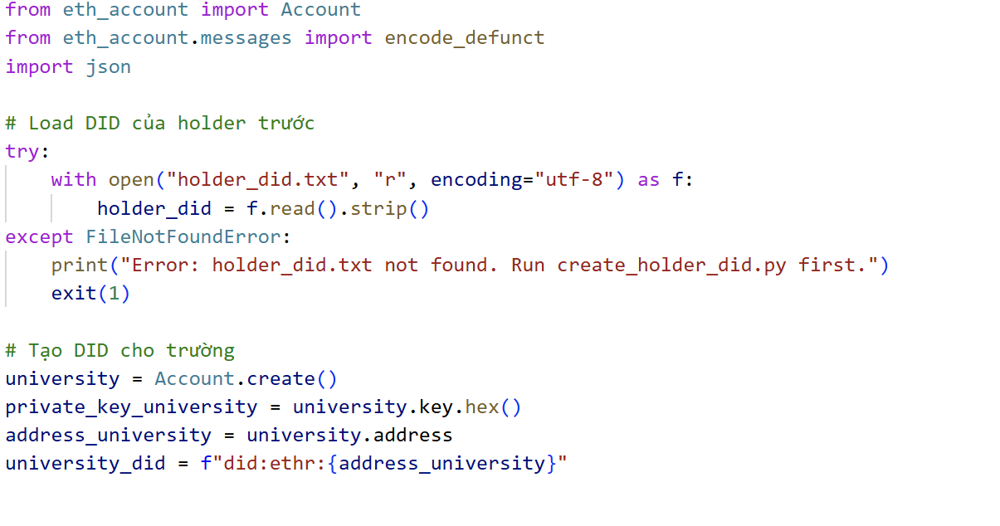 from eth_account import Account
from eth_account.messages import encode_defunct
import json

# Load DID của holder trước
try:
    with open("holder_did.txt", "r", encoding="utf-8") as f:
        holder_did = f.read().strip()
except FileNotFoundError:
    print("Error: holder_did.txt not found. Run create_holder_did.py first.")
    exit(1)

# Tạo DID cho trường
university = Account.create()
private_key_university = university.key.hex()
address_university = university.address
university_did = f"did:ethr:{address_university}"